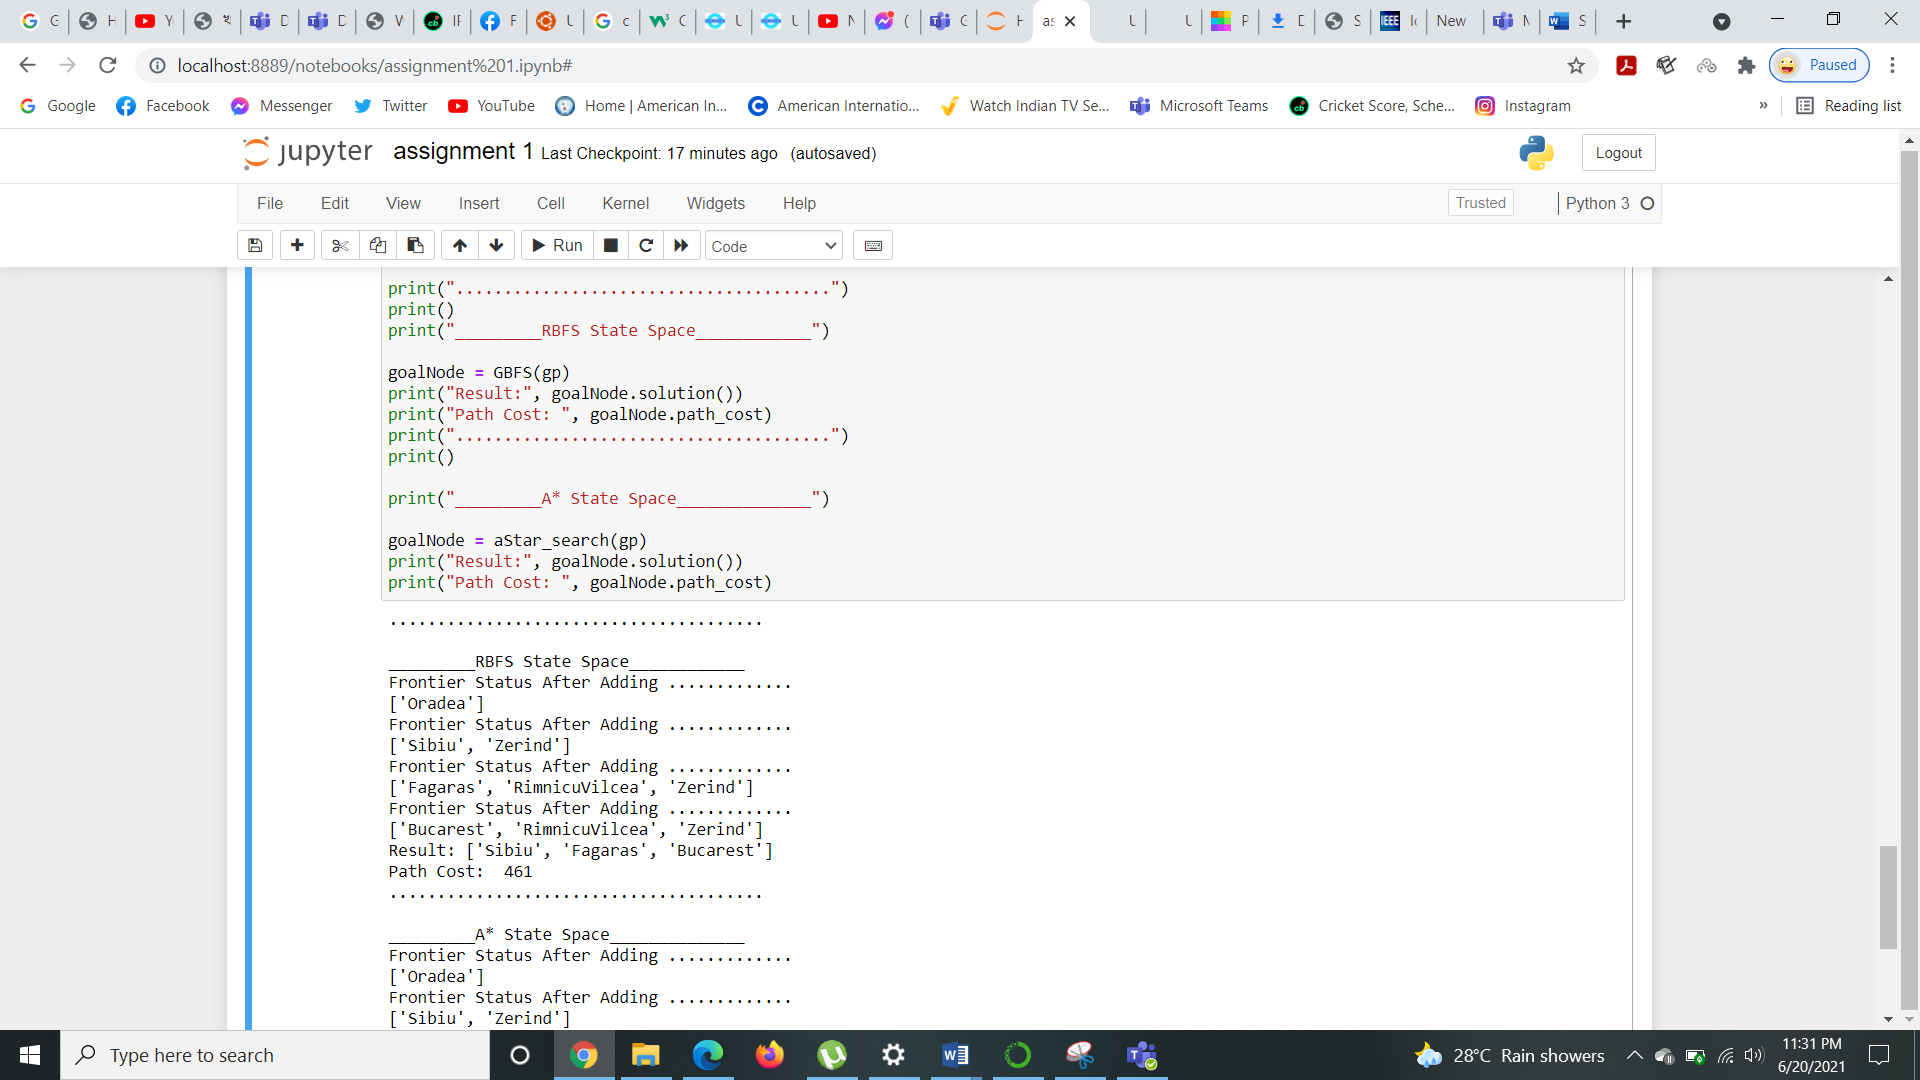 localhost:8889/notebooks/assignment%201.ipynb#
Paused
Google Facebook Messenger Twitter YouTube Home | American In... American Internatio... Watch Indian TV Se... Microsoft Teams Cricket Score, Sche... Instagram » Reading list
jupyter assignment 1 Last Checkpoint: 17 minutes ago (autosaved) Logout
File Edit View Insert Cell Kernel Widgets Help Trusted Python 3
Run Code
print(".......................................")
print()
print("_________RBFS State Space____________")
goalNode = GBFS(gp)
print("Result:", goalNode.solution())
print("Path Cost: ", goalNode.path_cost)
print(".......................................")
print()
print("_________A* State Space______________")
goalNode = aStar_search(gp)
print("Result:", goalNode.solution())
print("Path Cost: ", goalNode.path_cost)
.......................................
_________RBFS State Space____________
Frontier Status After Adding .............
['Oradea']
Frontier Status After Adding .............
['Sibiu', 'Zerind']
Frontier Status After Adding .............
['Fagaras', 'RimnicuVilcea', 'Zerind']
Frontier Status After Adding .............
['Bucarest', 'RimnicuVilcea', 'Zerind']
Result: ['Sibiu', 'Fagaras', 'Bucarest']
Path Cost:  461
.......................................
_________A* State Space______________
Frontier Status After Adding .............
['Oradea']
Frontier Status After Adding .............
['Sibiu', 'Zerind']
Type here to search
28°C Rain showers
11:31 PM
6/20/2021